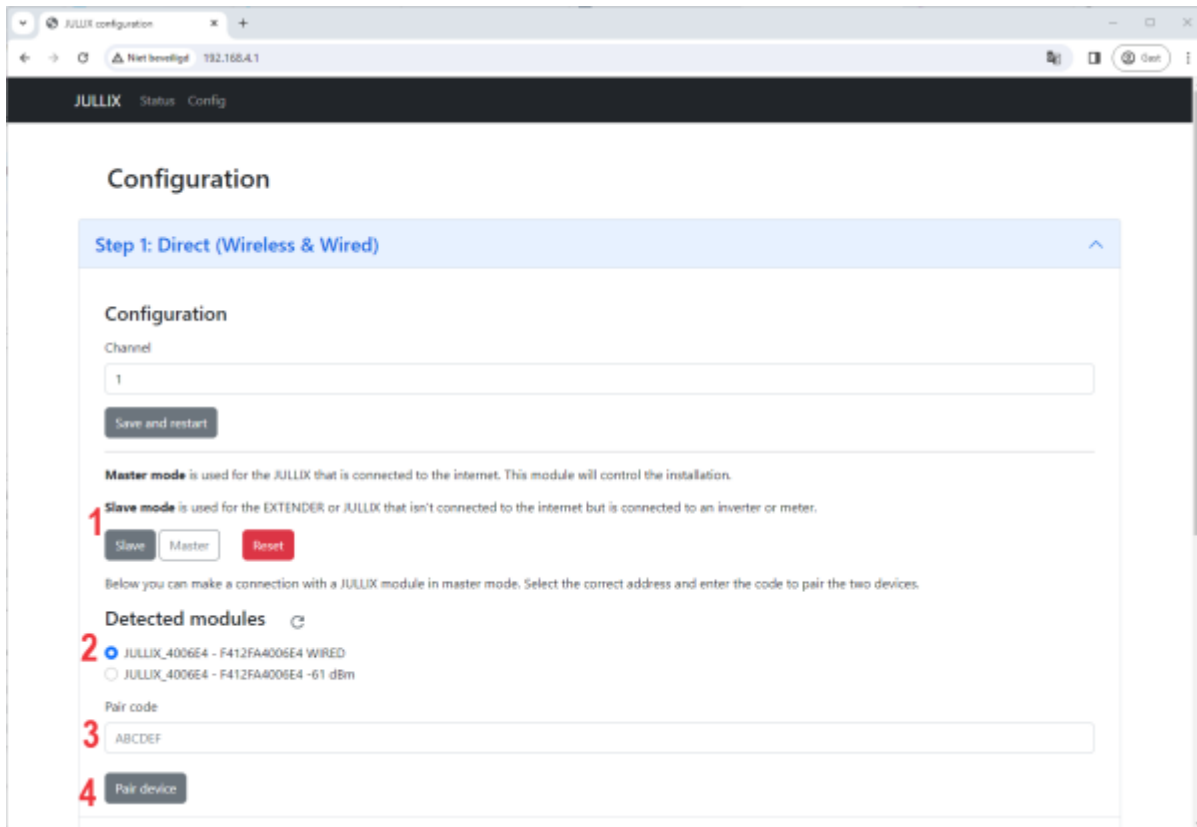 JULLIX configuration
Niet beveiligd 192.168.4.1
Gast
JULLIX Status Config
Configuration
Step 1: Direct (Wireless & Wired)
Configuration
Channel
1
Save and restart
Master mode is used for the JULLIX that is connected to the internet. This module will control the installation.
Slave mode is used for the EXTENDER or JULLIX that isn't connected to the internet but is connected to an inverter or meter.
1
Slave Master Reset
Below you can make a connection with a JULLIX module in master mode. Select the correct address and enter the code to pair the two devices.
Detected modules
2 JULLIX_4006E4 - F412FA4006E4 WIRED
JULLIX_4006E4 - F412FA4006E4 -61 dBm
Pair code
3 ABCDEF
4 Pair device